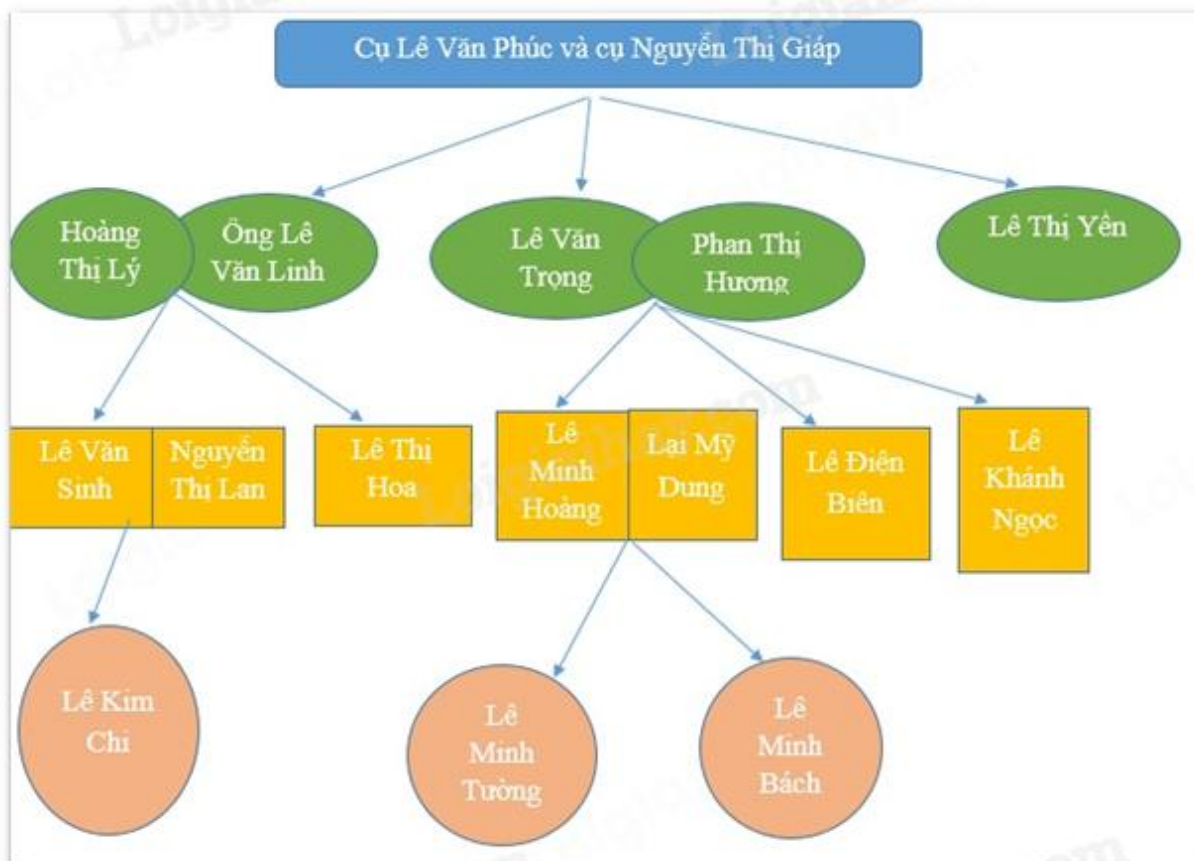 Cụ Lê Văn Phúc và cụ Nguyễn Thị Giáp
Hoàng
Thị Lý
Ông Lê
Văn Linh
Lê Văn
Trọng
Phan Thị
Hương
Lê Thị Yên
Lê Văn
Sinh
Nguyễn
Thị Lan
Lê Thị
Hoa
Lê
Minh
Hoàng
Lại Mỹ
Dung
Lê Điện
Biên
Lê
Khánh
Ngọc
Lê Kim
Chi
Lê
Minh
Tường
Lê
Minh
Bách
Loigiaihay.com